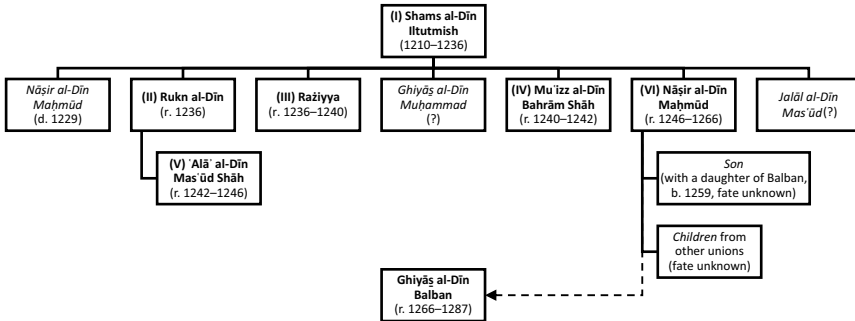 (I) Shams al-Dīn
Iltutmish
(1210–1236)
Nāṣir al-Dīn
Maḥmūd
(d. 1229)
(II) Rukn al-Dīn
(r. 1236)
(III) Rażiyya
(r. 1236–1240)
Ghiyās̱ al-Dīn
Muḥammad
(?)
(IV) Muʿizz al-Dīn
Bahrām Shāh
(r. 1240–1242)
(VI) Nāṣir al-Dīn
Maḥmūd
(r. 1246–1266)
Jalāl al-Dīn
Masʿūd(?)
(V) ʿAlāʾ al-Dīn
Masʿūd Shāh
(r. 1242–1246)
Son
(with a daughter of Balban,
b. 1259, fate unknown)
Children from
other unions
(fate unknown)
Ghiyās̱ al-Dīn
Balban
(r. 1266–1287)